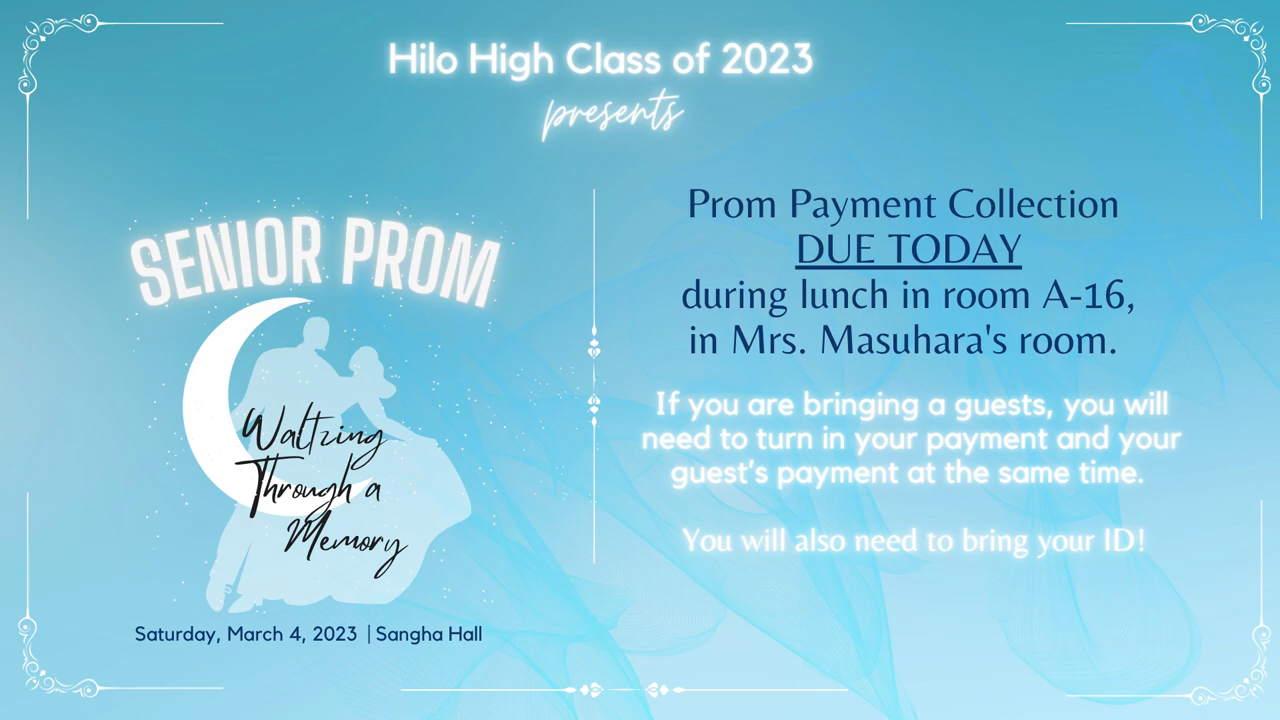 Hilo High Class of 2023
presents
SENIOR PROM
Waltzing
Through a
Memory
Saturday, March 4, 2023 | Sangha Hall
Prom Payment Collection
DUE TODAY
during lunch in room A-16,
in Mrs. Masuhara's room.
If you are bringing a guests, you will
need to turn in your payment and your
guest’s payment at the same time.
You will also need to bring your ID!